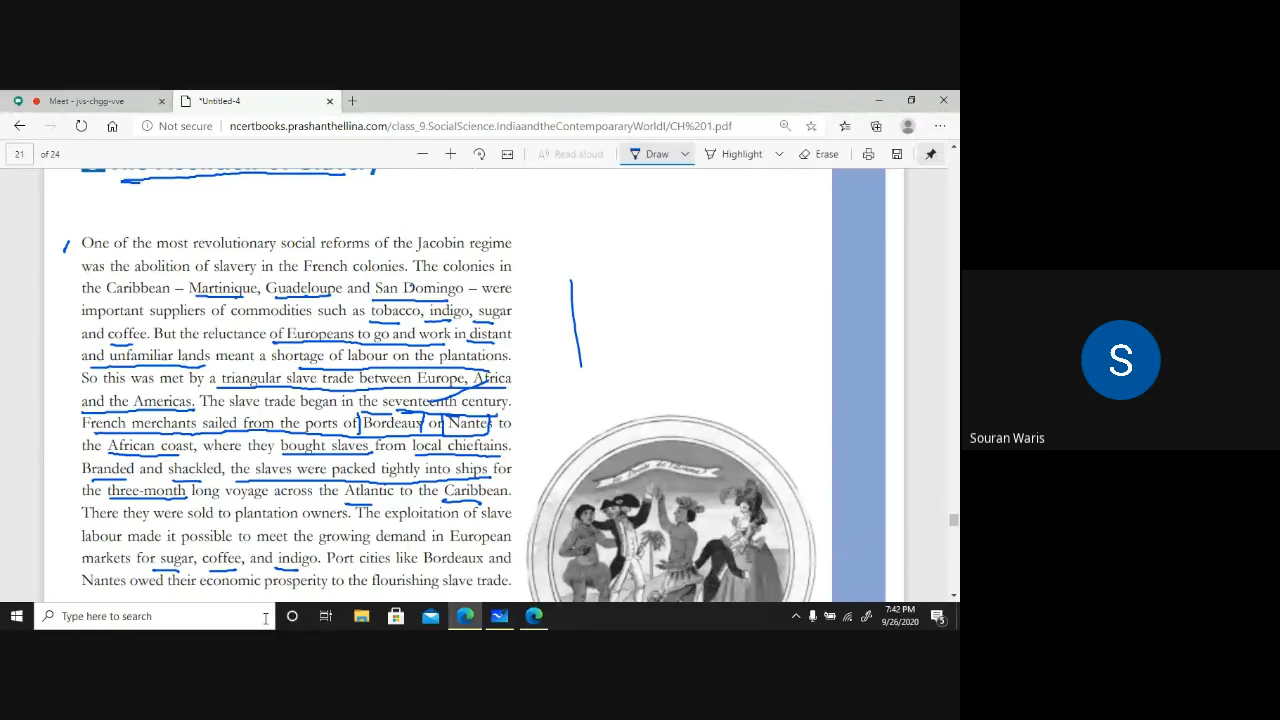 Meet - jvs-chgg-vve
*Untitled-4
Not secure
ncertbooks.prashanthellina.com/class_9.SocialScience.IndiaandtheContempoararyWorldI/CH%201.pdf
21 of 24
Read aloud
Draw
Highlight
Erase
One of the most revolutionary social reforms of the Jacobin regime
was the abolition of slavery in the French colonies. The colonies in
the Caribbean – Martinique, Guadeloupe and San Domingo – were
important suppliers of commodities such as tobacco, indigo, sugar
and coffee. But the reluctance of Europeans to go and work in distant
and unfamiliar lands meant a shortage of labour on the plantations.
So this was met by a triangular slave trade between Europe, Africa
and the Americas. The slave trade began in the seventeenth century.
French merchants sailed from the ports of Bordeaux or Nantes to
the African coast, where they bought slaves from local chieftains.
Branded and shackled, the slaves were packed tightly into ships for
the three-month long voyage across the Atlantic to the Caribbean.
There they were sold to plantation owners. The exploitation of slave
labour made it possible to meet the growing demand in European
markets for sugar, coffee, and indigo. Port cities like Bordeaux and
Nantes owed their economic prosperity to the flourishing slave trade.
S
Souran Waris
Type here to search
7:42 PM
9/26/2020
5